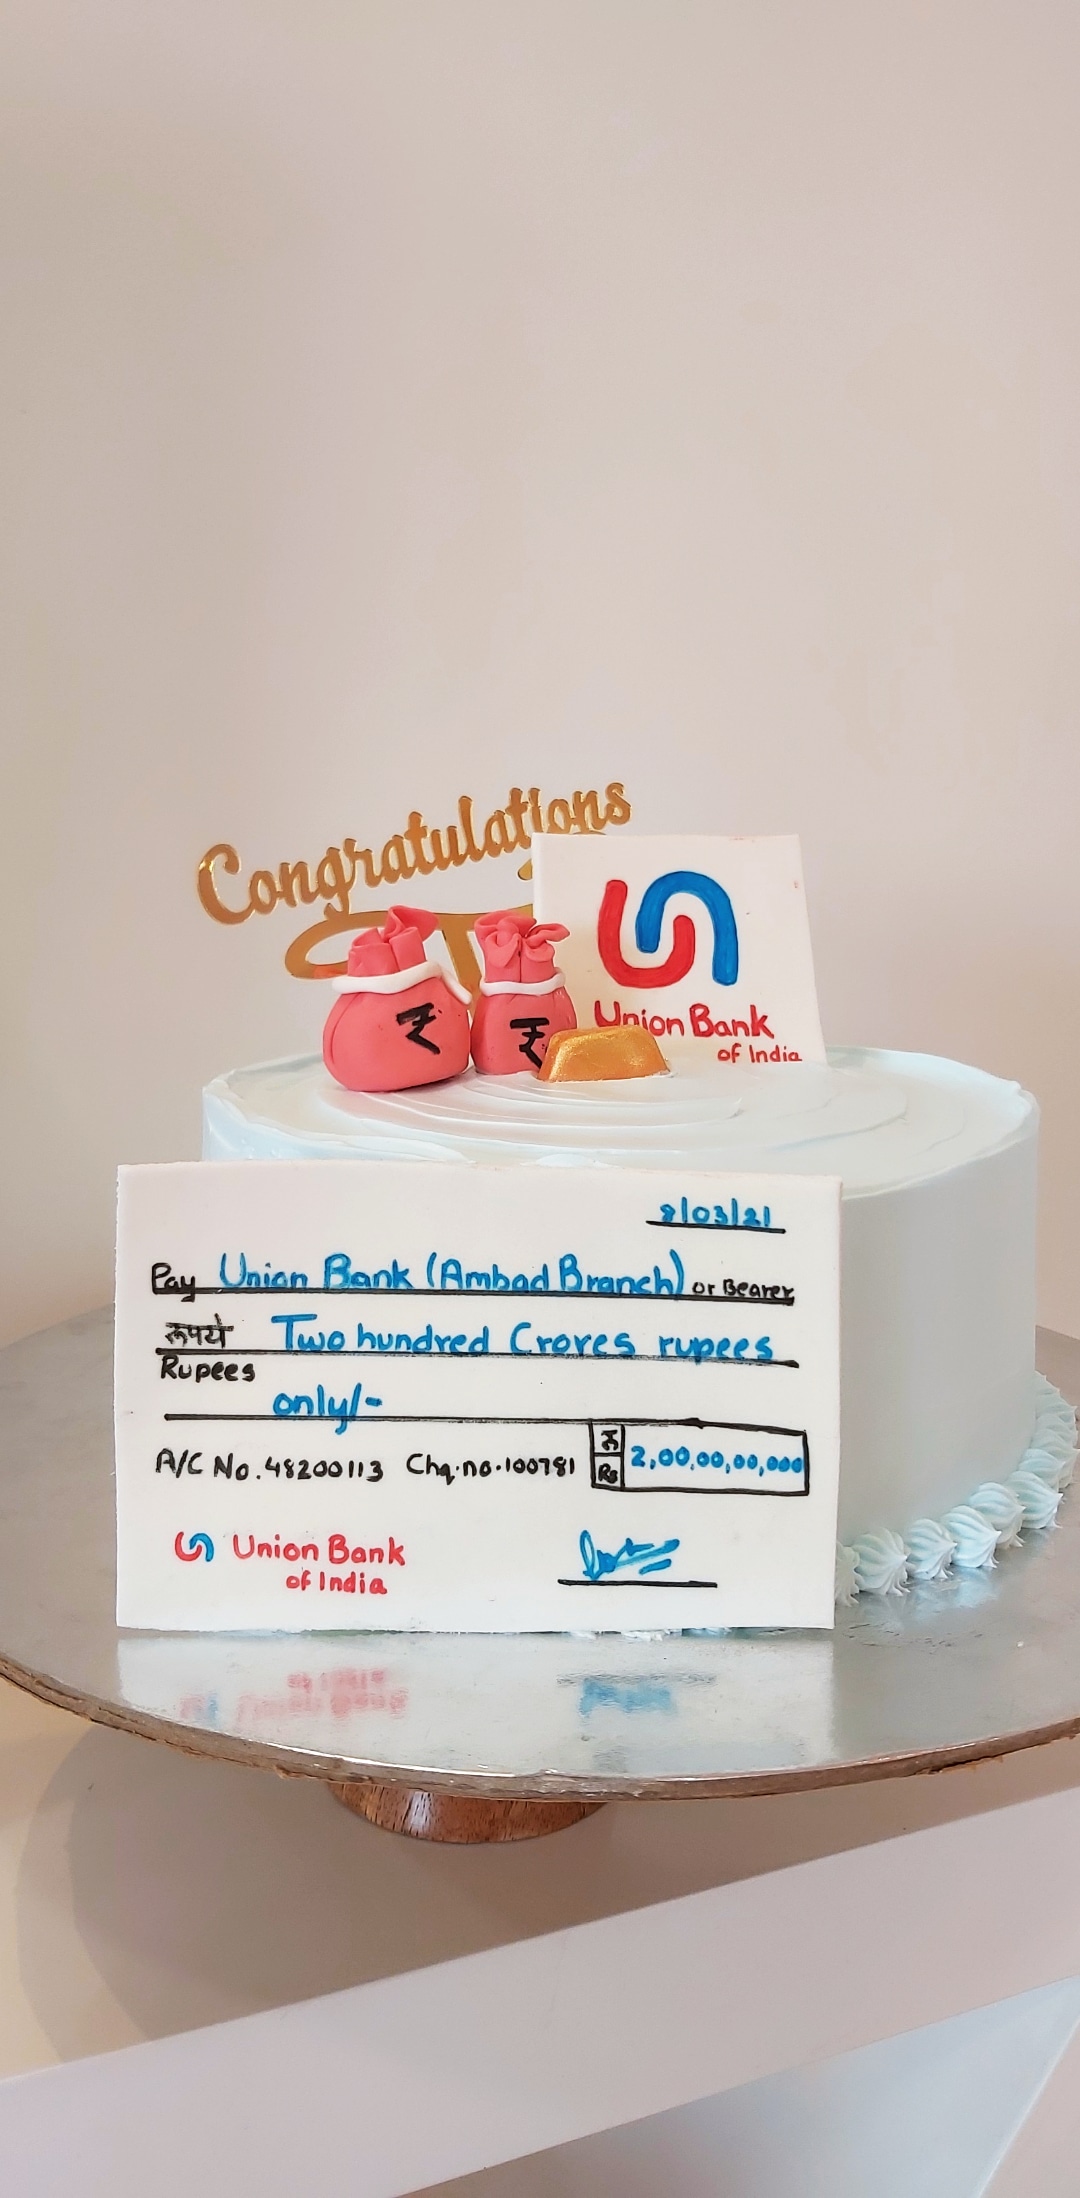 Congratulations
₹
₹
Union Bank
of India
8/03/21
Pay Union Bank (Ambad Branch) or Bearer
रूपये Two hundred Crores rupees
Rupees
only/-
A/C No. 48200113 Chq.no.100781
रू
Rs
2,00,00,00,000
Union Bank
of India